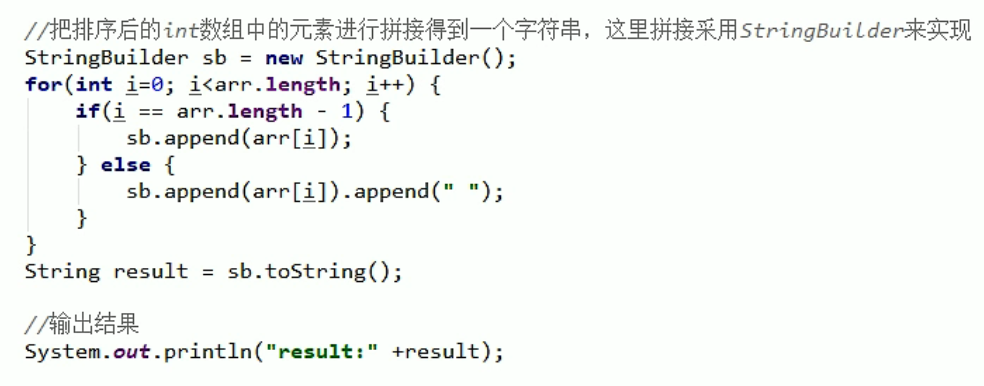 //把排序后的int数组中的元素进行拼接得到一个字符串，这里拼接采用StringBuilder来实现
StringBuilder sb = new StringBuilder();
for(int i=0; i<arr.length; i++) {
    if(i == arr.length - 1) {
        sb.append(arr[i]);
    } else {
        sb.append(arr[i]).append(" ");
    }
}
String result = sb.toString();
//输出结果
System.out.println("result:" +result);